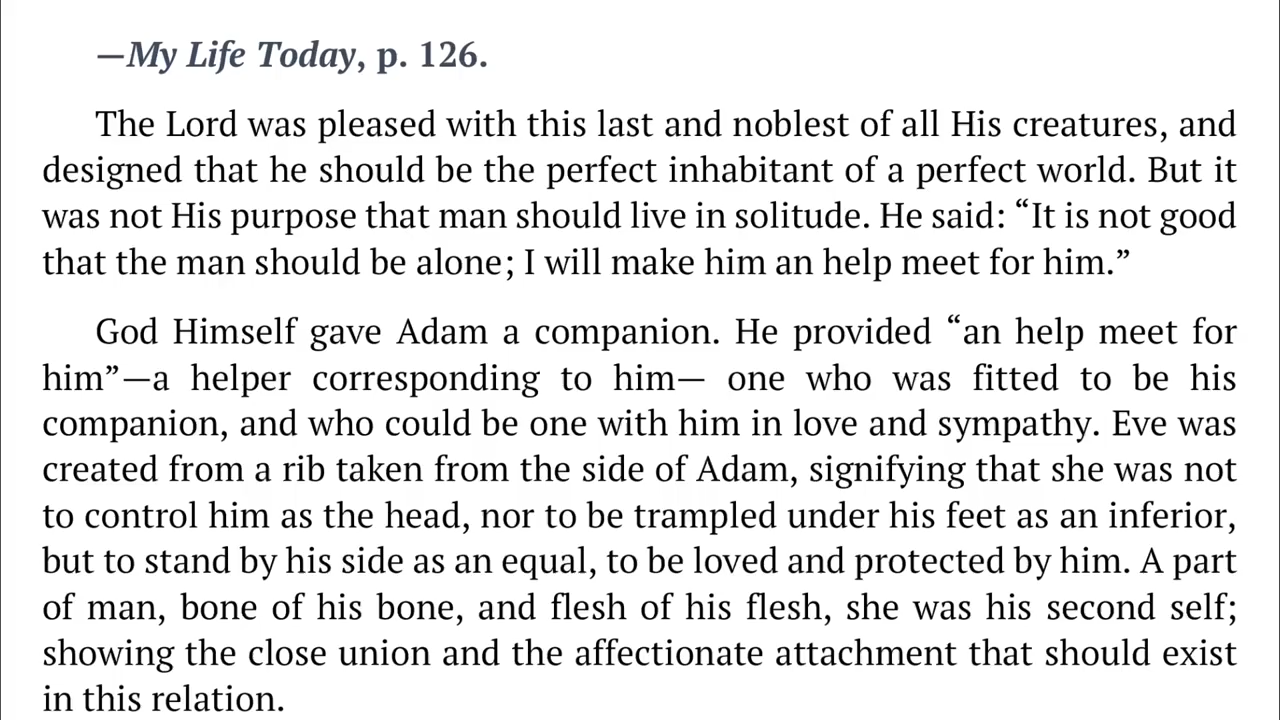 —My Life Today, p. 126.
The Lord was pleased with this last and noblest of all His creatures, and
designed that he should be the perfect inhabitant of a perfect world. But it
was not His purpose that man should live in solitude. He said: “It is not good
that the man should be alone; I will make him an help meet for him.”
God Himself gave Adam a companion. He provided “an help meet for
him”—a helper corresponding to him— one who was fitted to be his
companion, and who could be one with him in love and sympathy. Eve was
created from a rib taken from the side of Adam, signifying that she was not
to control him as the head, nor to be trampled under his feet as an inferior,
but to stand by his side as an equal, to be loved and protected by him. A part
of man, bone of his bone, and flesh of his flesh, she was his second self;
showing the close union and the affectionate attachment that should exist
in this relation.